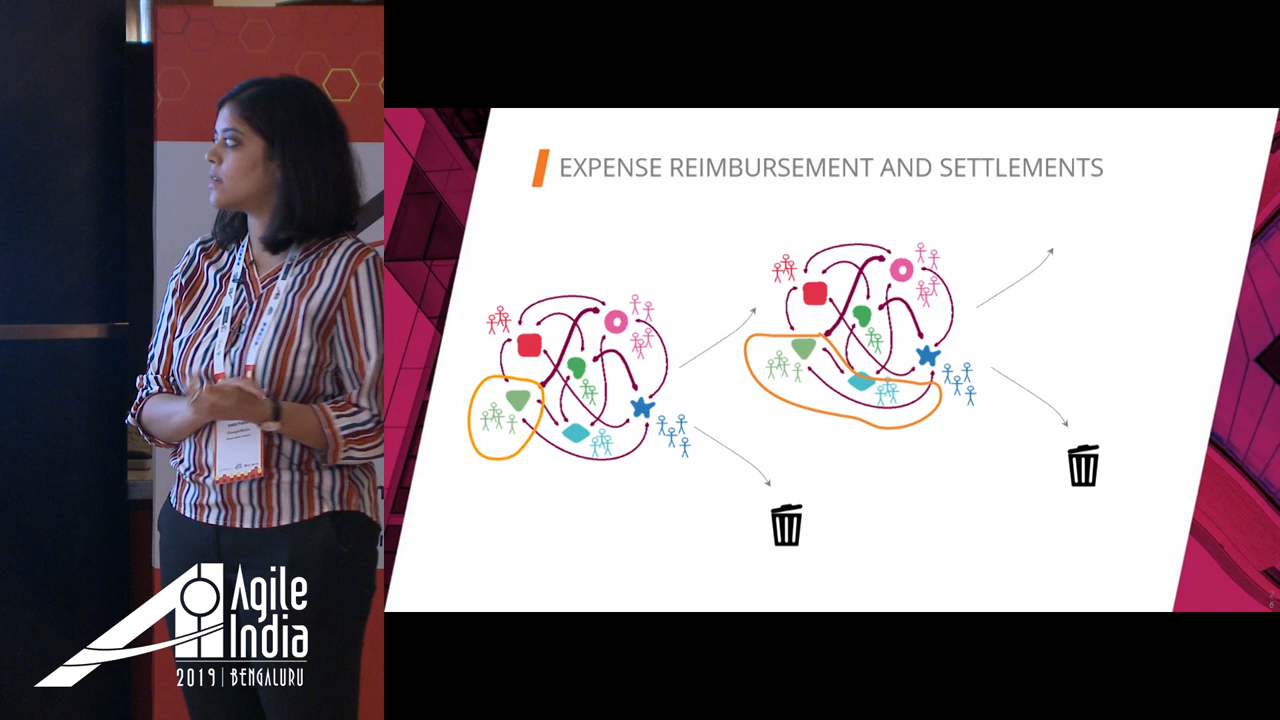 EXPENSE REIMBURSEMENT AND SETTLEMENTS
Agile
India
2019 | BENGALURU